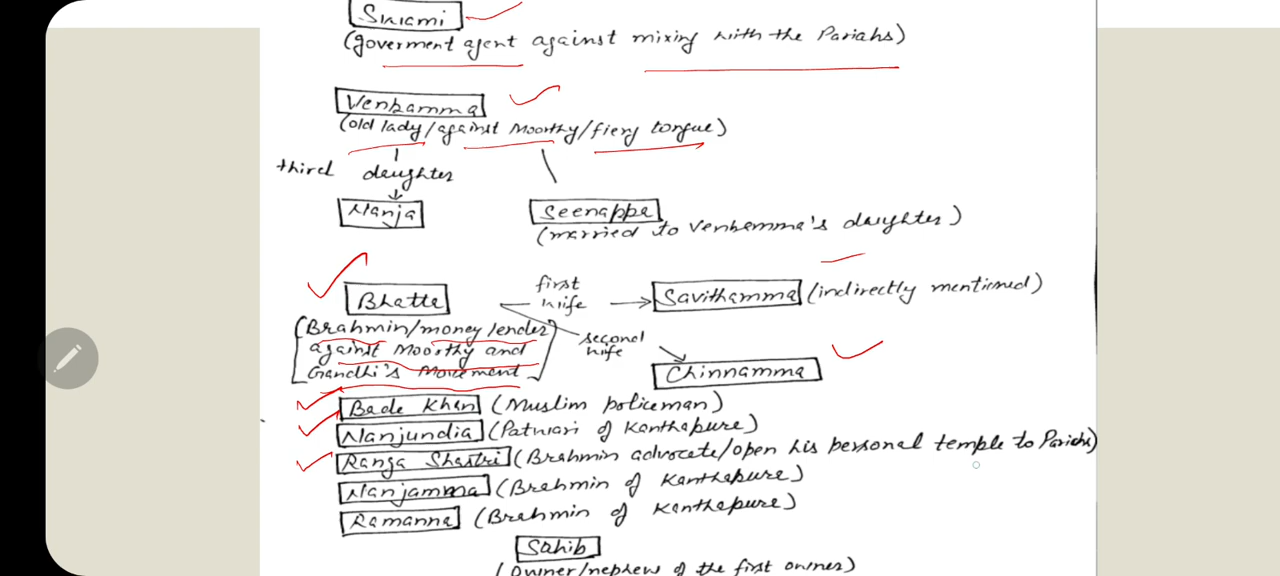 Swami
(goverment agent against mixing with the Pariahs)
Venkamma
(old lady/against Moorthy/fiery tongue)
third daughter
Nanja
Seenappa
(married to Venkamma's daughter)
Bhatta
first wife
Savithamma (indirectly mentioned)
(Brahmin/money lender
against Moorthy and
Gandhi's Movement
second wife
Chinnamma
Bade Khan (Muslim policeman)
Nanjundia (Patwari of Kanthapura)
Ranga Shastri (Brahmin advocate/open his personal temple to Pariahs)
Nanjamma (Brahmin of Kanthapura)
Ramanna (Brahmin of Kanthapura)
Sahib
(owner/nephew of the first owner)